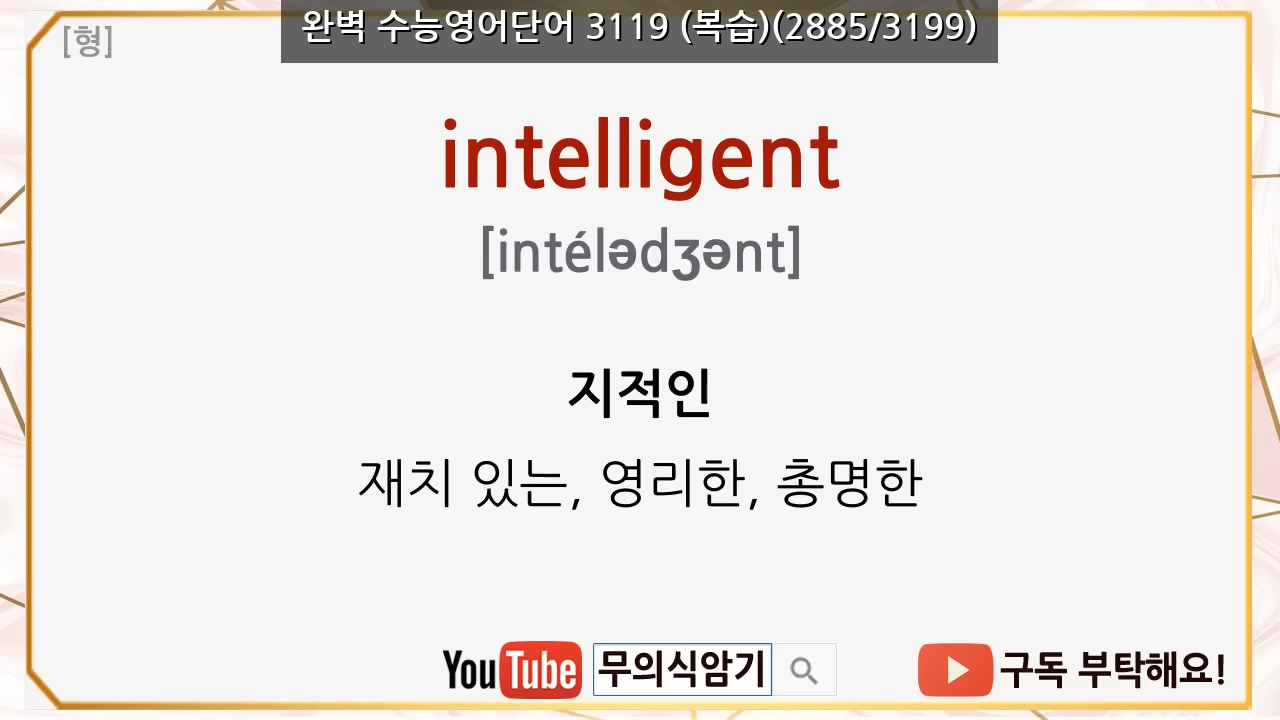 완벽 수능영어단어 3119 (복습)(2885/3199)
[형]
intelligent
[intélədʒənt]
지적인
재치 있는, 영리한, 총명한
YouTube 무의식암기 구독 부탁해요!